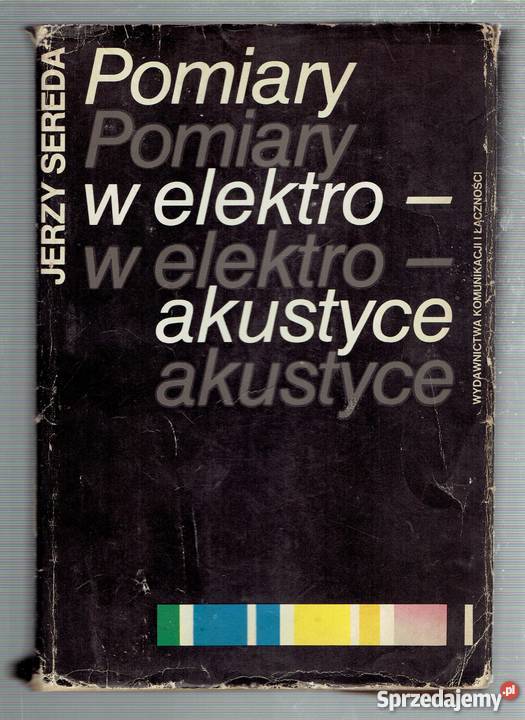 JERZY SEREDA
Pomiary
Pomiary
w elektro –
w elektro –
akustyce
akustyce
WYDAWNICTWA KOMUNIKACJI I ŁĄCZNOŚCI
Sprzedajemy.pl